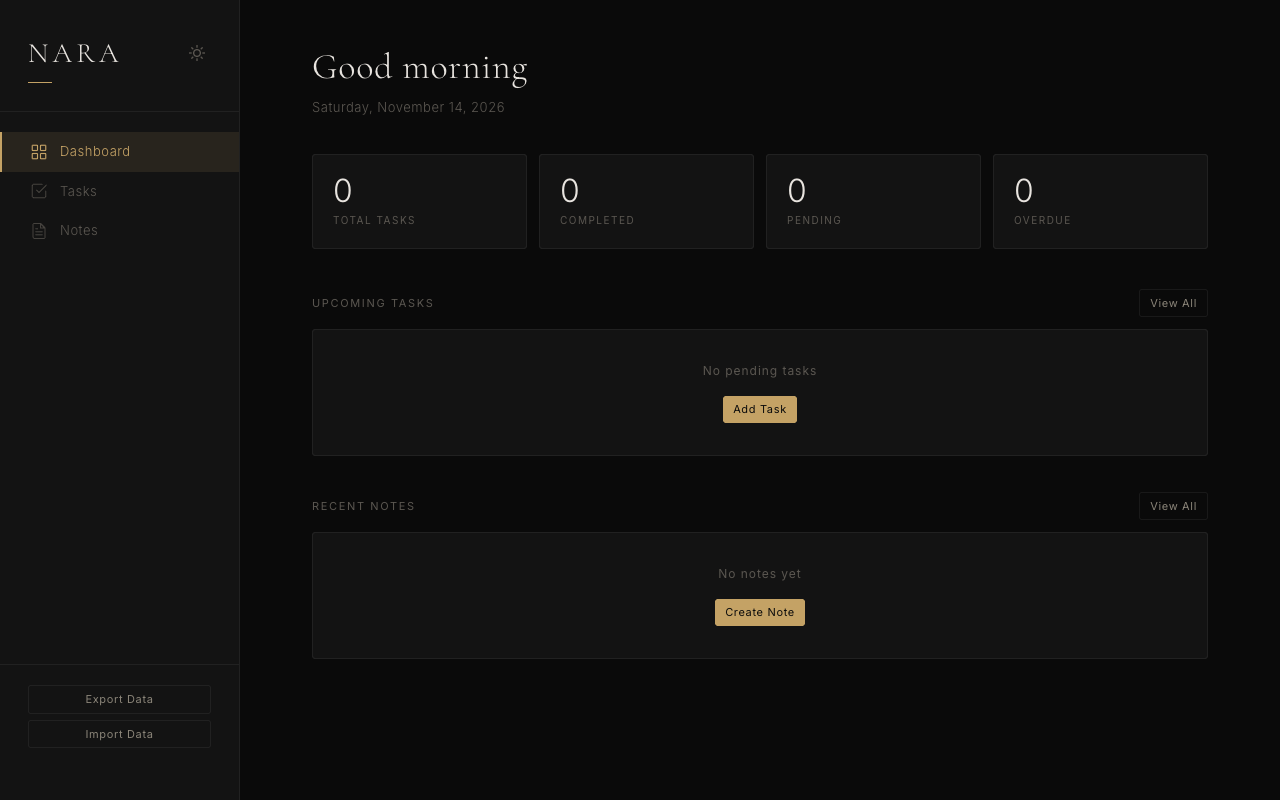 NARA
Dashboard
Tasks
Notes
Export Data
Import Data
Good morning
Saturday, November 14, 2026
0
TOTAL TASKS
0
COMPLETED
0
PENDING
0
OVERDUE
UPCOMING TASKS
View All
No pending tasks
Add Task
RECENT NOTES
View All
No notes yet
Create Note